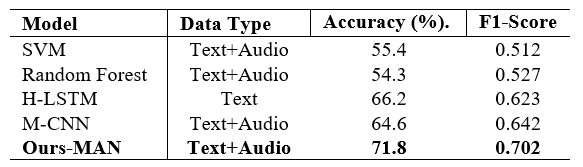 Model Data Type Accuracy (%). F1-Score
SVM Text+Audio 55.4 0.512
Random Forest Text+Audio 54.3 0.527
H-LSTM Text 66.2 0.623
M-CNN Text+Audio 64.6 0.642
Ours-MAN Text+Audio 71.8 0.702